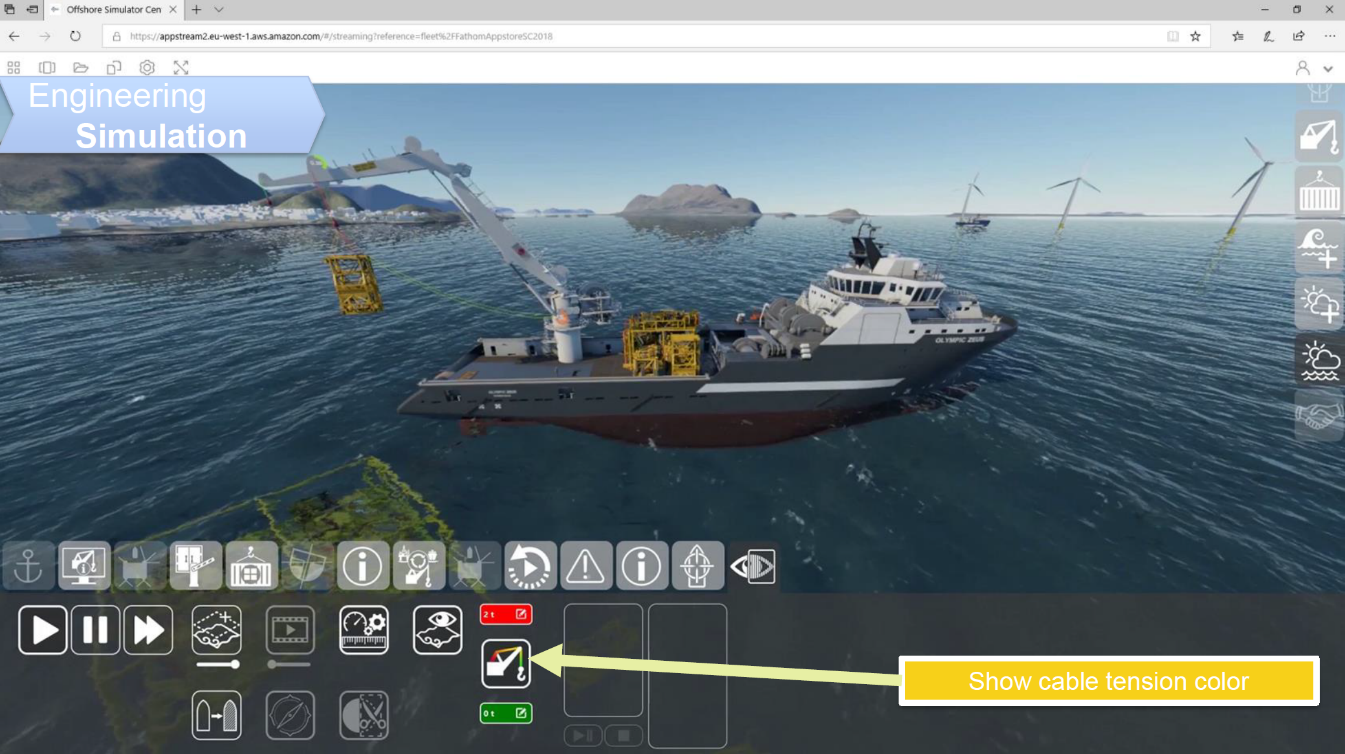 Offshore Simulator Cen
https://appstream2.eu-west-1.aws.amazon.com/#/streaming?reference=fleet%2FFathomAppstoreSC2018
Engineering
Simulation
OLYMPIC ZEUS
2 t
0 t
Show cable tension color